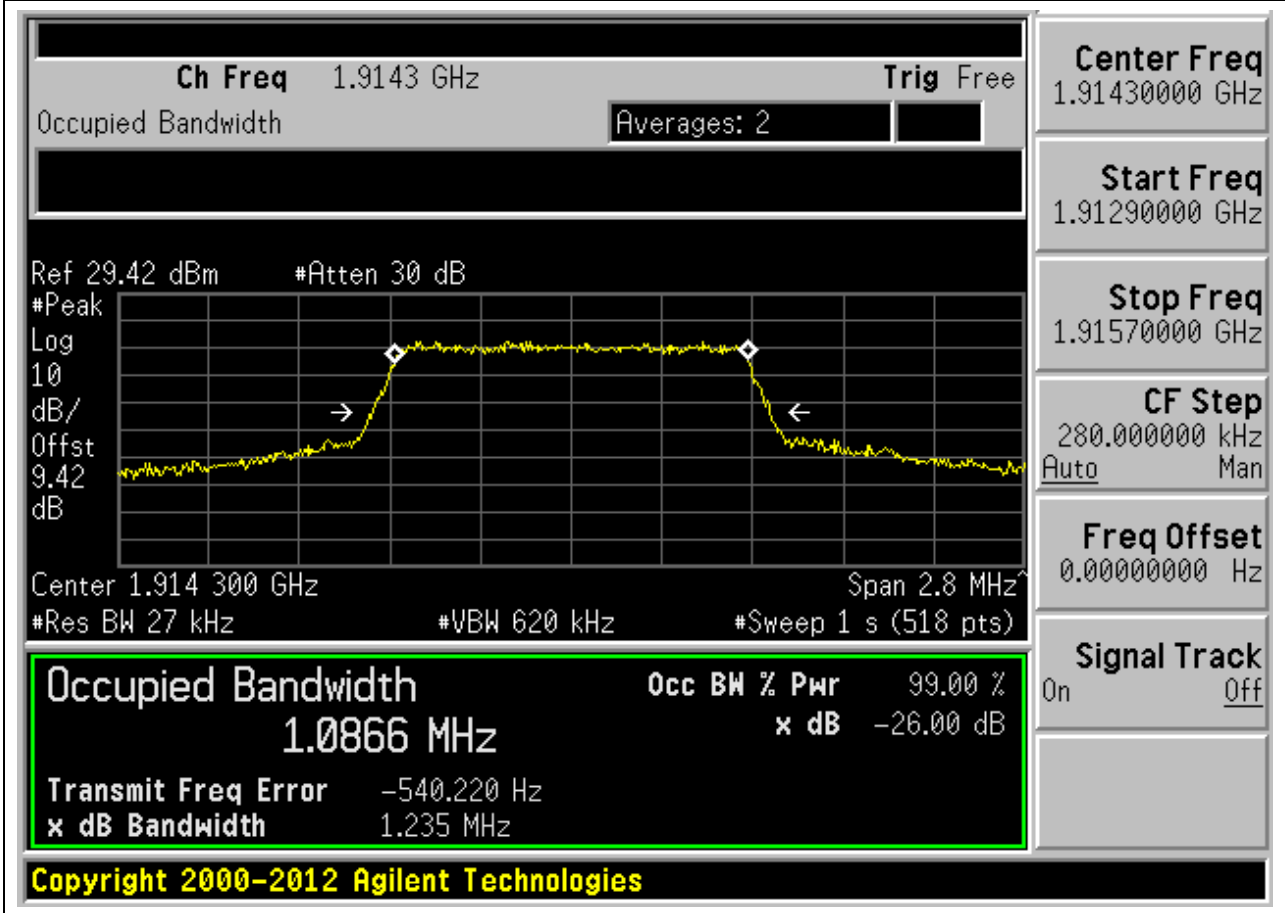 Ch Freq 1.9143 GHz Trig Free
Occupied Bandwidth Averages: 2
Ref 29.42 dBm #Atten 30 dB
#Peak
Log
10
dB/
Offst
9.42
dB
Center 1.914 300 GHz Span 2.8 MHz^
#Res BW 27 kHz #VBW 620 kHz #Sweep 1 s (518 pts)
Occupied Bandwidth Occ BW % Pwr 99.00 %
1.0866 MHz x dB -26.00 dB
Transmit Freq Error -540.220 Hz
x dB Bandwidth 1.235 MHz
Copyright 2000-2012 Agilent Technologies
Center Freq
1.91430000 GHz
Start Freq
1.91290000 GHz
Stop Freq
1.91570000 GHz
CF Step
280.000000 kHz
Auto Man
Freq Offset
0.00000000 Hz
Signal Track
On Off